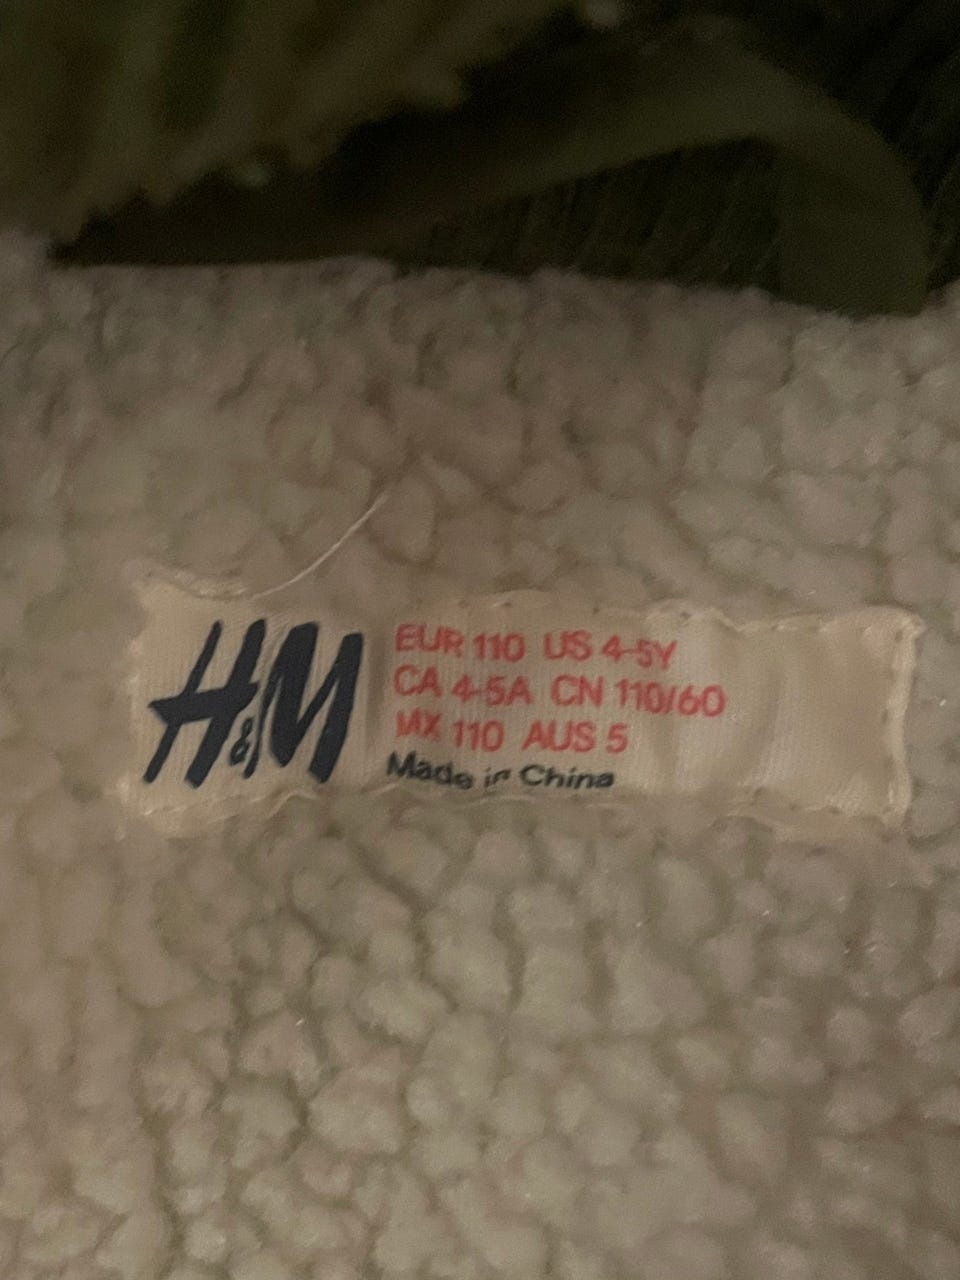 H&M
EUR 110 US 4-5Y
CA 4-5A CN 110/60
MX 110 AUS 5
Made in China